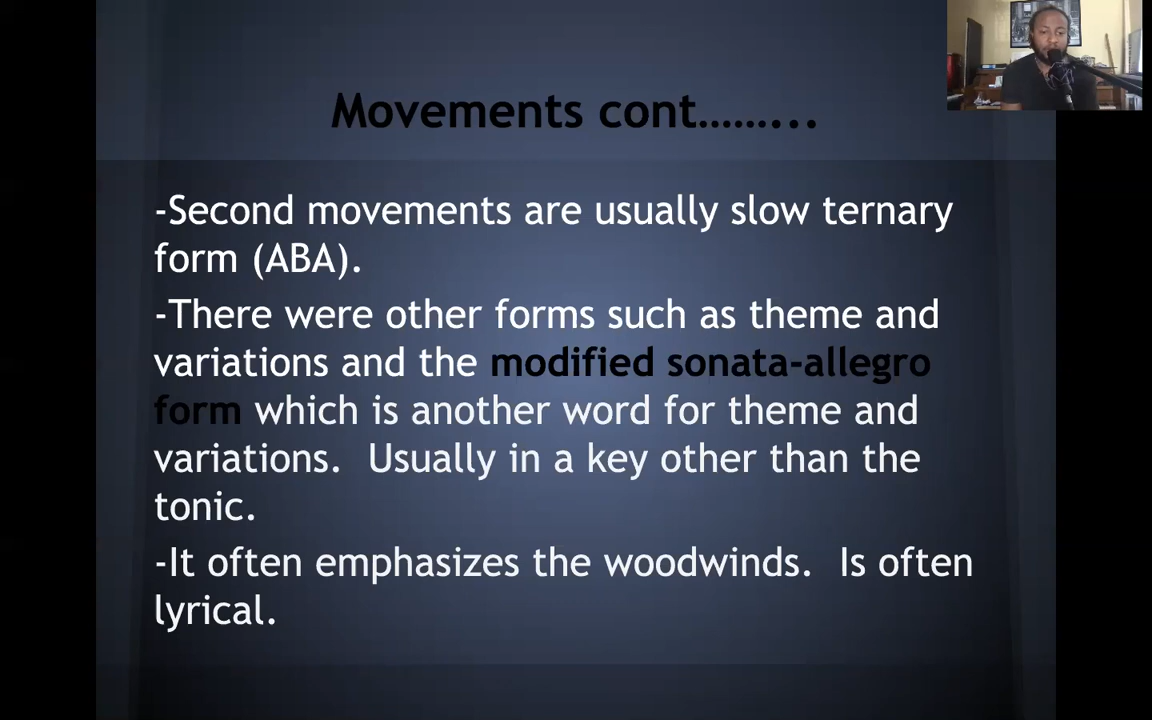 Movements cont……...
-Second movements are usually slow ternary
form (ABA).
-There were other forms such as theme and
variations and the modified sonata-allegro
form which is another word for theme and
variations.  Usually in a key other than the
tonic.
-It often emphasizes the woodwinds.  Is often
lyrical.